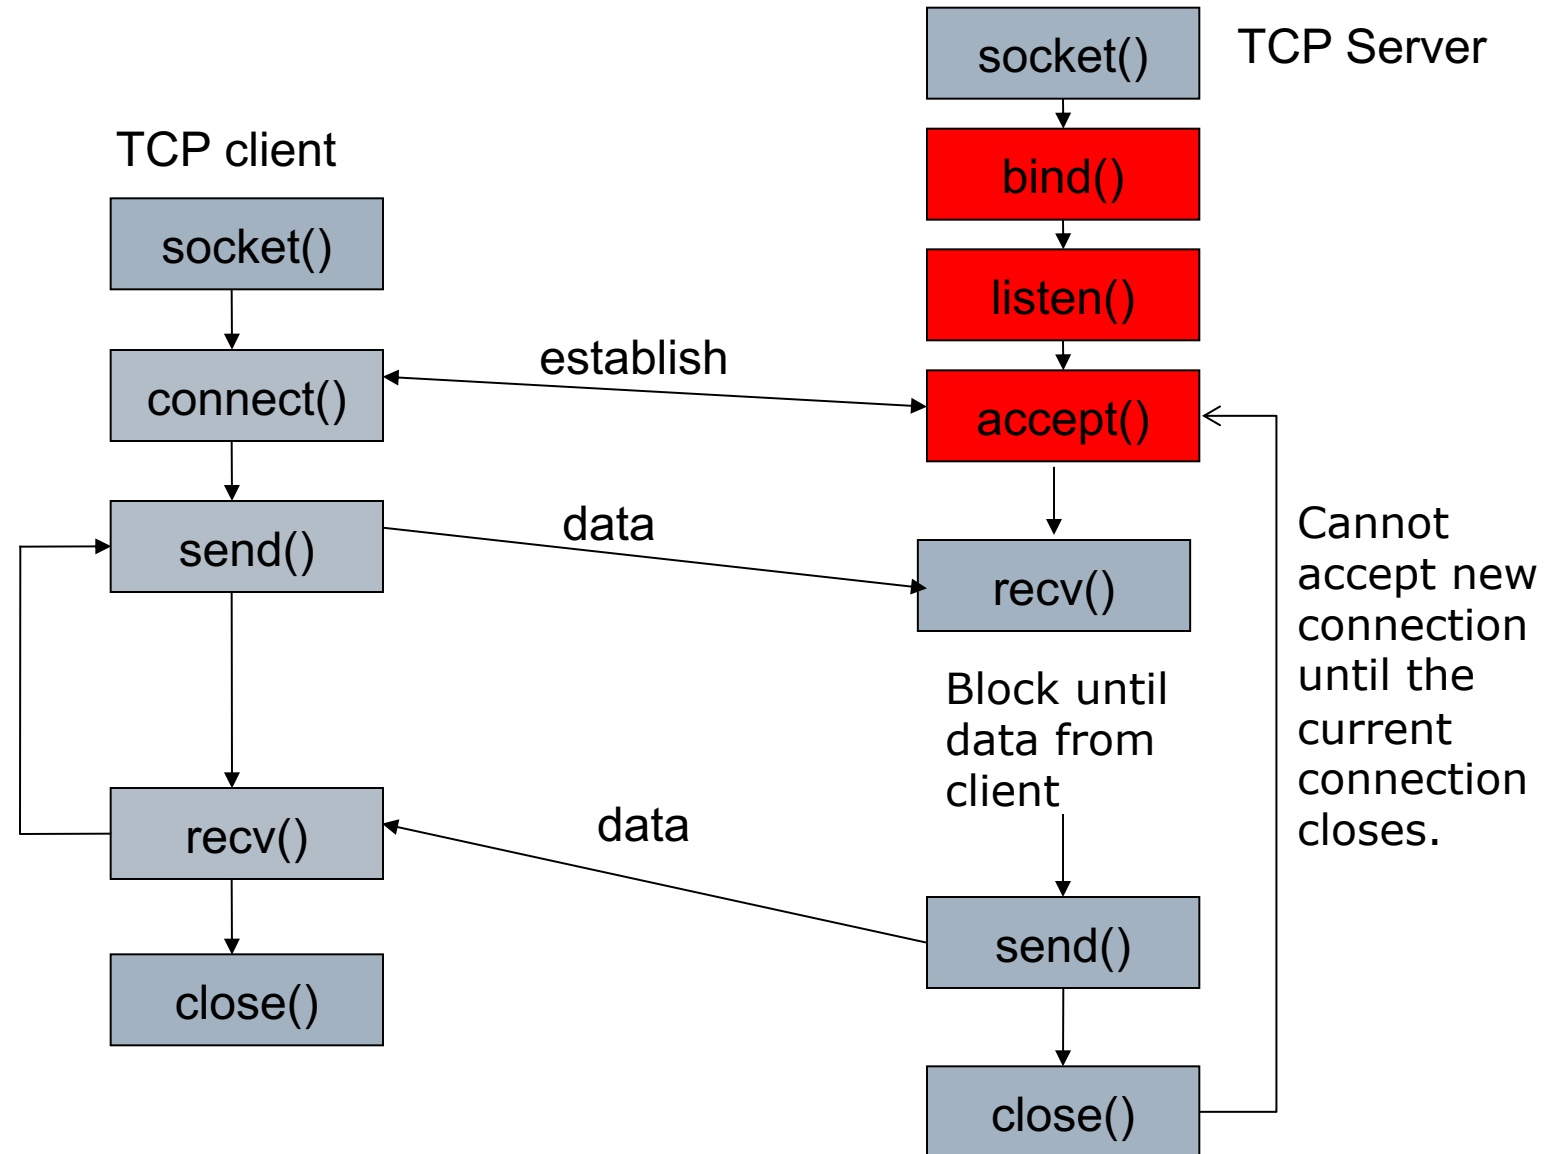 TCP client
socket()
connect()
send()
recv()
close()
establish
data
data
TCP Server
socket()
bind()
listen()
accept()
recv()
Block until
data from
client
send()
close()
Cannot
accept new
connection
until the
current
connection
closes.